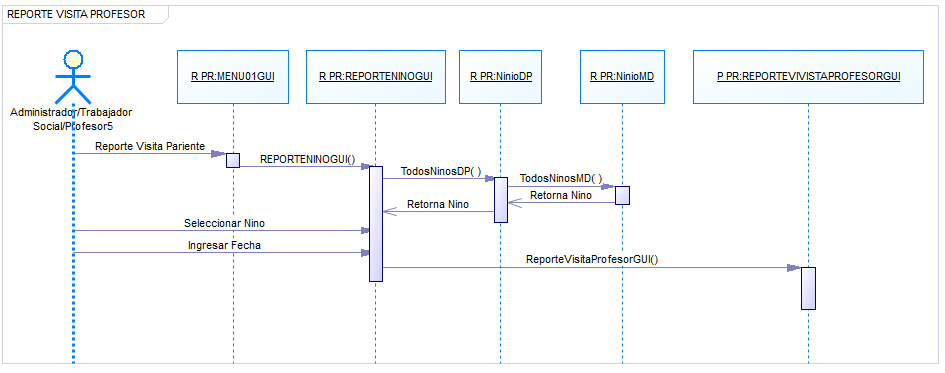 REPORTE VISITA PROFESOR
R PR:MENU01GUI
R PR:REPORTENINOGUI
R PR:NinioDP
R PR:NinioMD
P PR:REPORTEVIVISTAPROFESORGUI
Administrador/Trabajador
Social/Profesor5
Reporte Visita Pariente
REPORTENINOGUI()
TodosNinosDP( )
TodosNinosMD( )
Retorna Nino
Retorna Nino
Seleccionar Nino
Ingresar Fecha
ReporteVisitaProfesorGUI()